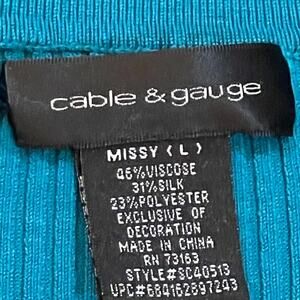 cable & gauge
MISSY ( L )
46% VISCOSE
31% SILK
23% POLYESTER
EXCLUSIVE OF
DECORATION
MADE IN CHINA
RN 73163
STYLE#SC40513
UPC#684162897243